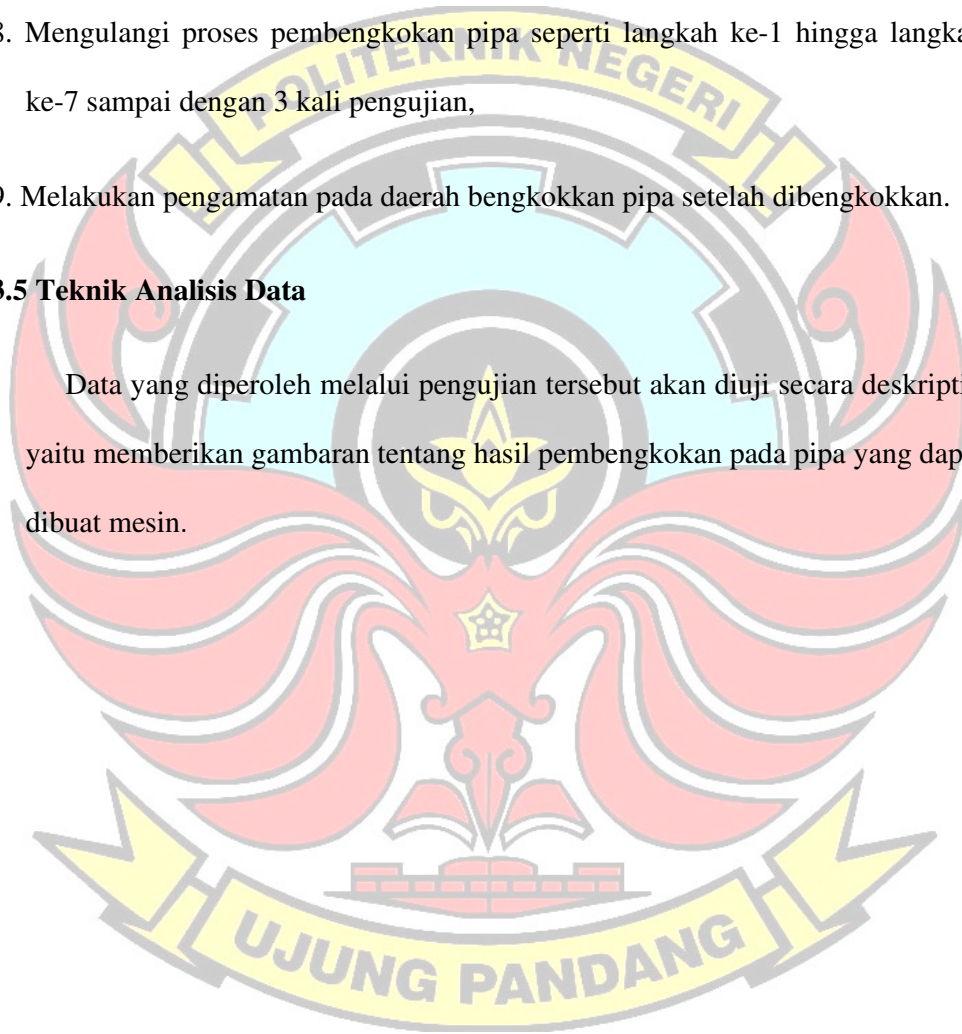 8. Mengulangi proses pembengkokan pipa seperti langkah ke-1 hingga langka
ke-7 sampai dengan 3 kali pengujian,
9. Melakukan pengamatan pada daerah bengkokkan pipa setelah dibengkokkan.
3.5 Teknik Analisis Data
Data yang diperoleh melalui pengujian tersebut akan diuji secara deskripti
yaitu memberikan gambaran tentang hasil pembengkokan pada pipa yang dap
dibuat mesin.
POLITEKNIK NEGERI
UJUNG PANDANG